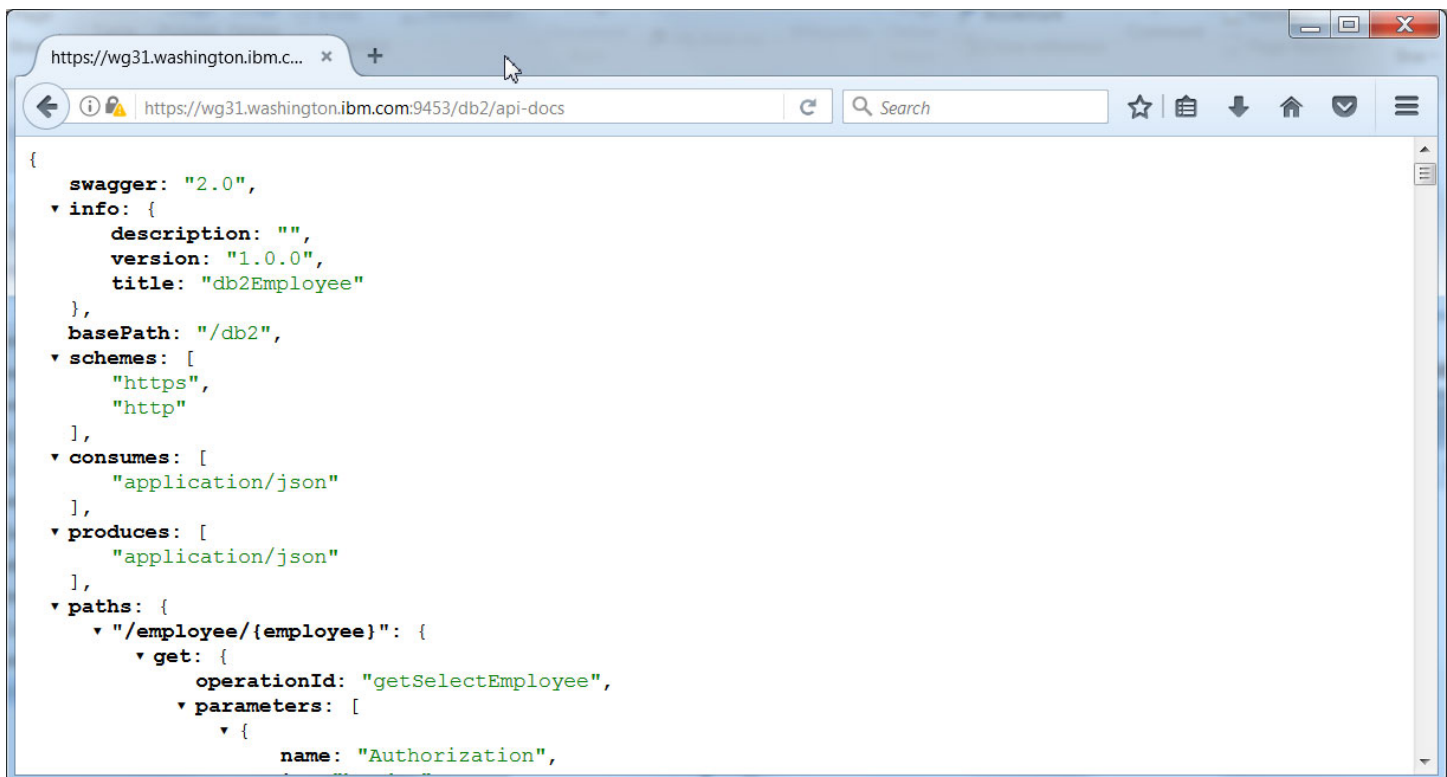 https://wg31.washington.ibm.c...
https://wg31.washington.ibm.com:9453/db2/api-docs
Search
{
swagger: "2.0",
info: {
description: "",
version: "1.0.0",
title: "db2Employee"
},
basePath: "/db2",
schemes: [
"https",
"http"
],
consumes: [
"application/json"
],
produces: [
"application/json"
],
paths: {
"/employee/{employee}": {
get: {
operationId: "getSelectEmployee",
parameters: [
{
name: "Authorization",